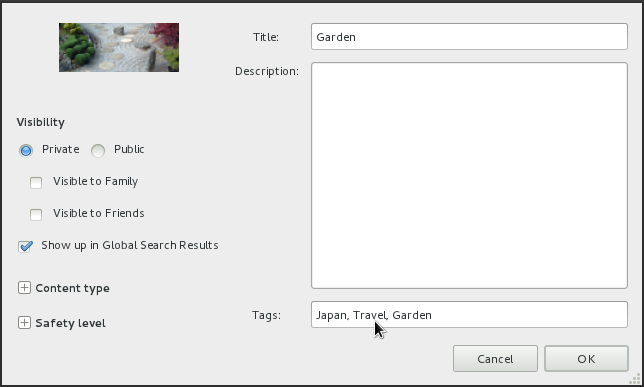 Title: Garden
Description:
Visibility
Private Public
Visible to Family
Visible to Friends
Show up in Global Search Results
Content type
Safety level
Tags: Japan, Travel, Garden
Cancel OK